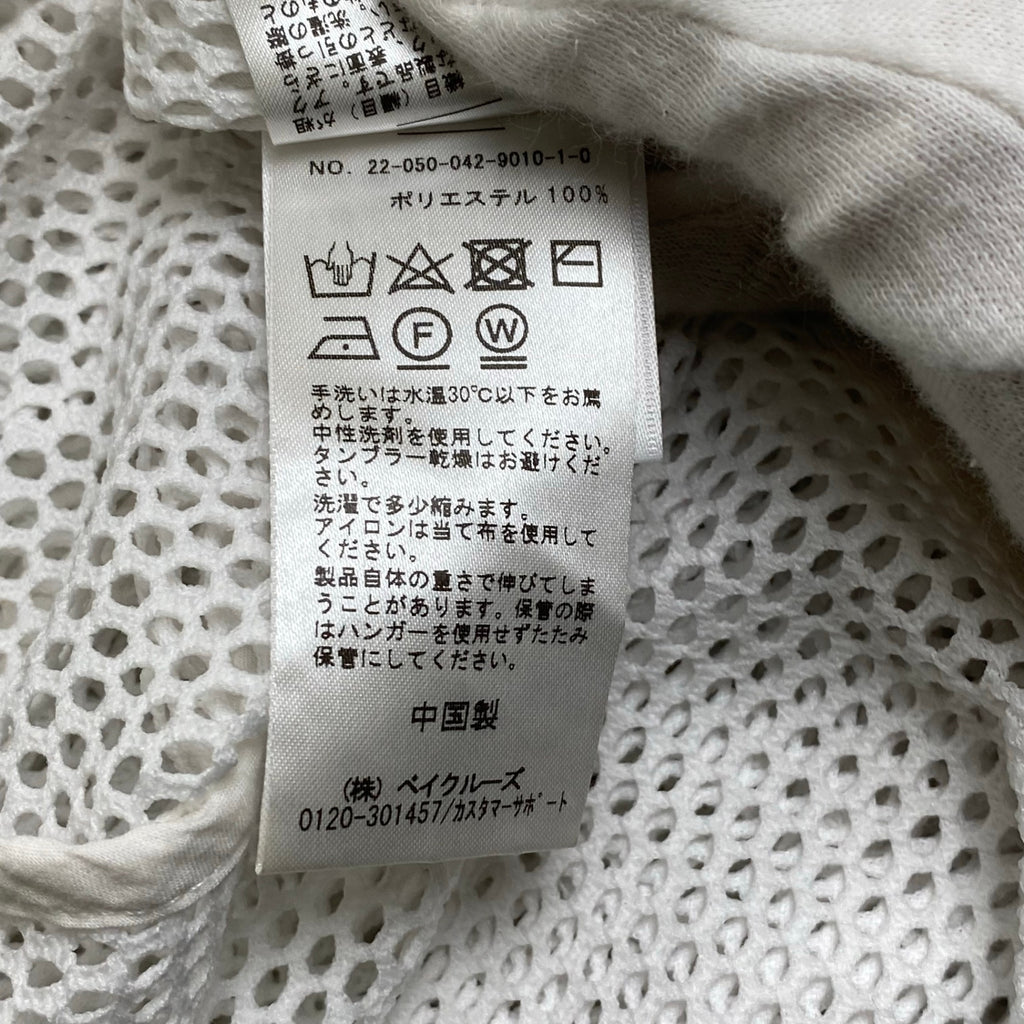 NO. 22-050-042-9010-1-0
ポリエステル 100%
F
W
手洗いは水温30℃以下をお薦
めします。
中性洗剤を使用してください。
タンブラー乾燥はお避けくだ
さい。
洗濯で多少縮みます。
アイロンは当て布を使用して
ください。
製品自体の重さで伸びてしま
うことがあります。保管の際
はハンガーを使用せずたたみ
保管にしてください。
中国製
(株) ベイクルーズ
0120-301457/カスタマーサポート